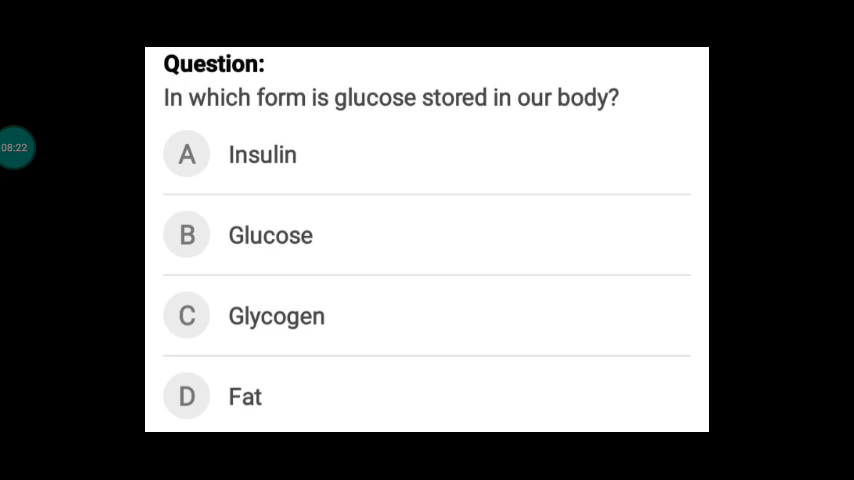 Question:
In which form is glucose stored in our body?
08:22
A Insulin
B Glucose
C Glycogen
D Fat